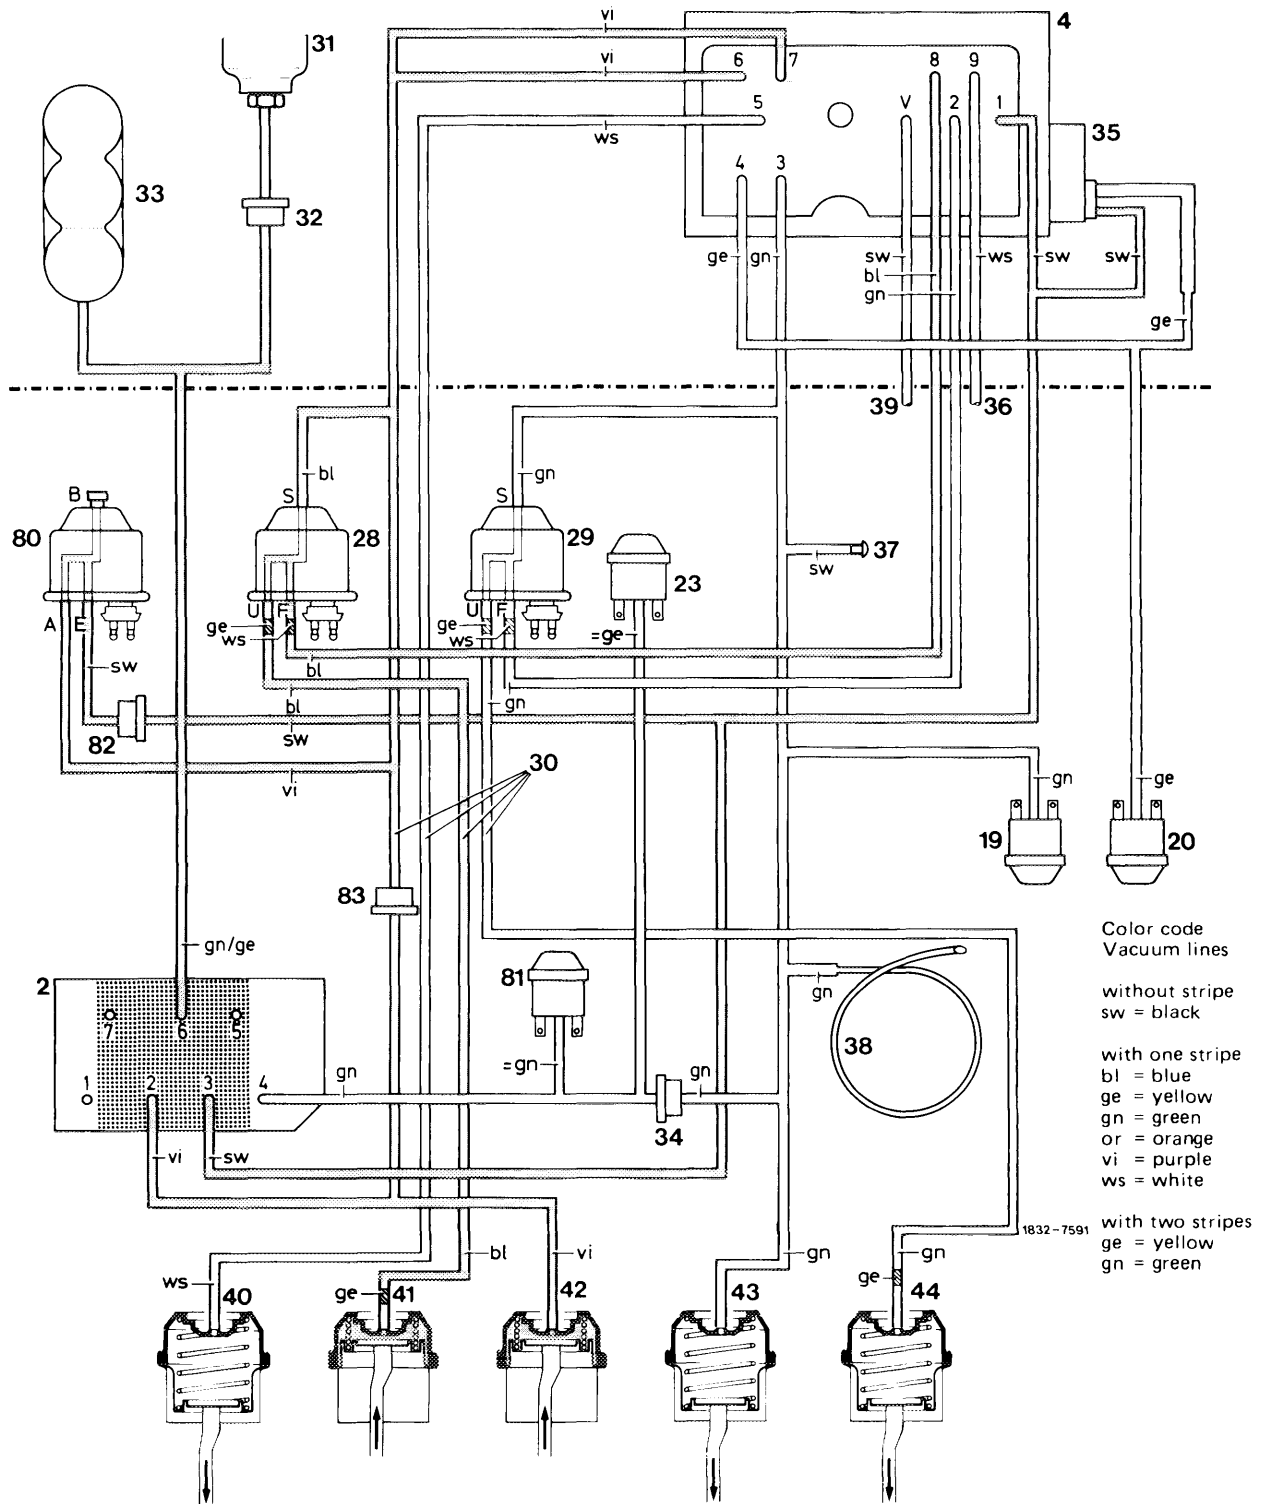 vi
4
31
vi
6 7 8 9
5 V 2 1
ws
35
33
32
4 3
ge gn sw ws sw sw
bl
gn
ge
39 36
bl
gn
B
S
S
80
28
29
23
37
sw
A E
U F
U F
ge
ws
ge
ws
=ge
sw
bl
bl
gn
82
sw
vi
30
gn
ge
19
20
83
gn/ge
Color code
Vacuum lines
without stripe
sw = black
with one stripe
bl = blue
ge = yellow
gn = green
or = orange
vi = purple
ws = white
with two stripes
ge = yellow
gn = green
2
81
gn
7 6 5
38
1 2 3 4
gn
=gn
gn
34
vi
sw
1832-7591
ws
bl
vi
gn
gn
ge
ge
40
41
42
43
44